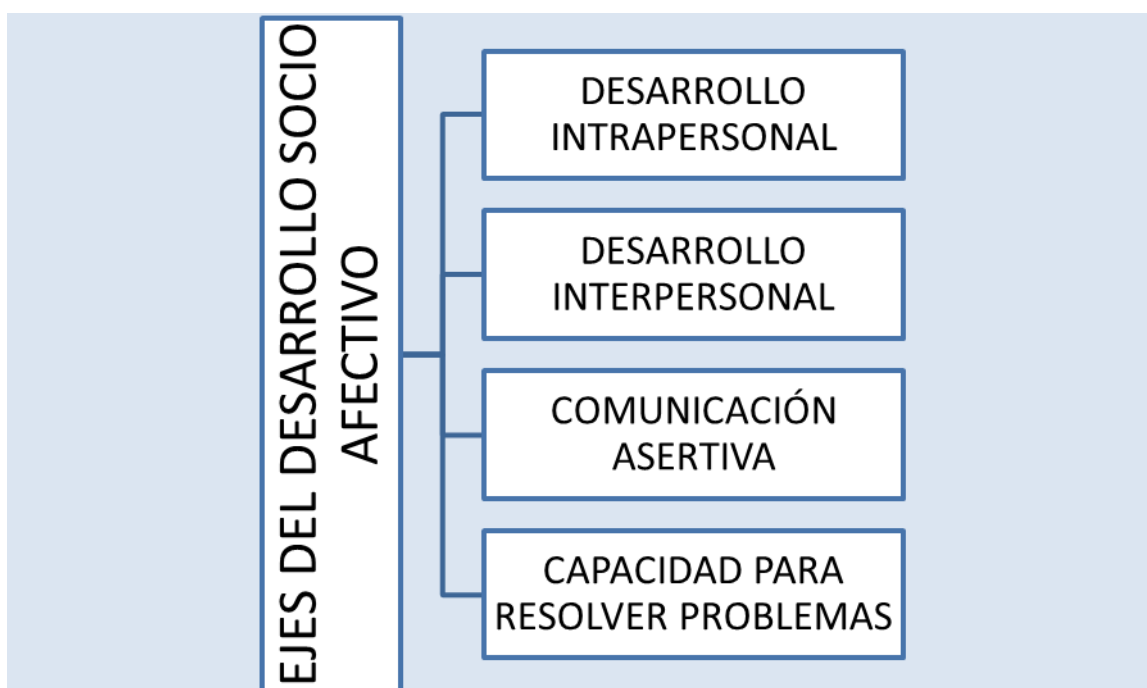 EJES DEL DESARROLLO SOCIO
AFECTIVO
DESARROLLO
INTRAPERSONAL
DESARROLLO
INTERPERSONAL
COMUNICACIÓN
ASERTIVA
CAPACIDAD PARA
RESOLVER PROBLEMAS